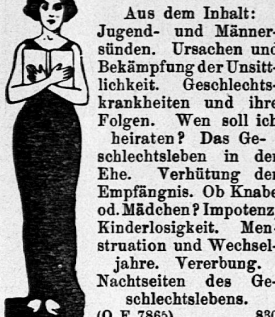 Aus dem Inhalt:
Jugend- und Männer-
sünden. Ursachen und
Bekämpfung der Unsitt-
lichkeit. Geschlechts-
krankheiten und ihre
Folgen. Wen soll ich
heiraten? Das Ge-
schlechtsleben in der
Ehe. Verhütung der
Empfängnis. Ob Knabe
od. Mädchen? Impotenz,
Kinderlosigkeit. Men-
struation und Wechsel-
jahre. Vererbung.
Nachtseiten des Ge-
schlechtslebens.
(O. F. 7865) 830